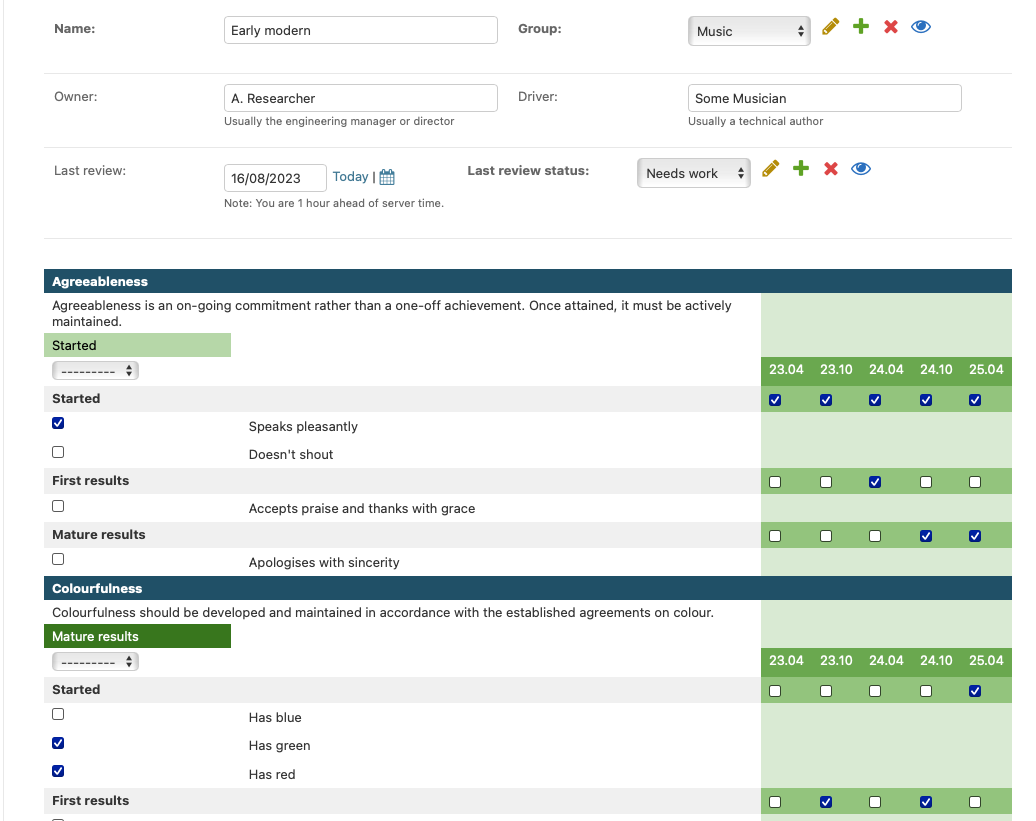 Name: Early modern Group: Music
Owner: A. Researcher Driver: Some Musician
Usually the engineering manager or director Usually a technical author
Last review: 16/08/2023 Today | Last review status: Needs work
Note: You are 1 hour ahead of server time.
Agreeableness
Agreeableness is an on-going commitment rather than a one-off achievement. Once attained, it must be actively
maintained.
Started
--------- 23.04 23.10 24.04 24.10 25.04
Started
Speaks pleasantly
Doesn't shout
First results
Accepts praise and thanks with grace
Mature results
Apologises with sincerity
Colourfulness
Colourfulness should be developed and maintained in accordance with the established agreements on colour.
Mature results
--------- 23.04 23.10 24.04 24.10 25.04
Started
Has blue
Has green
Has red
First results